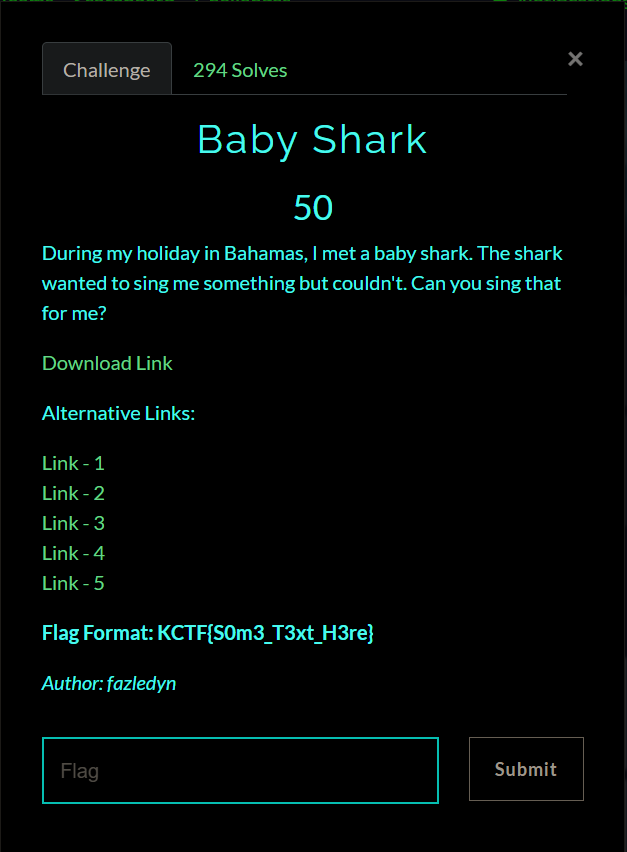 Challenge
294 Solves
×
Baby Shark
50
During my holiday in Bahamas, I met a baby shark. The shark
wanted to sing me something but couldn't. Can you sing that
for me?
Download Link
Alternative Links:
Link - 1
Link - 2
Link - 3
Link - 4
Link - 5
Flag Format: KCTF{S0m3_T3xt_H3re}
Author: fazledyn
Flag
Submit